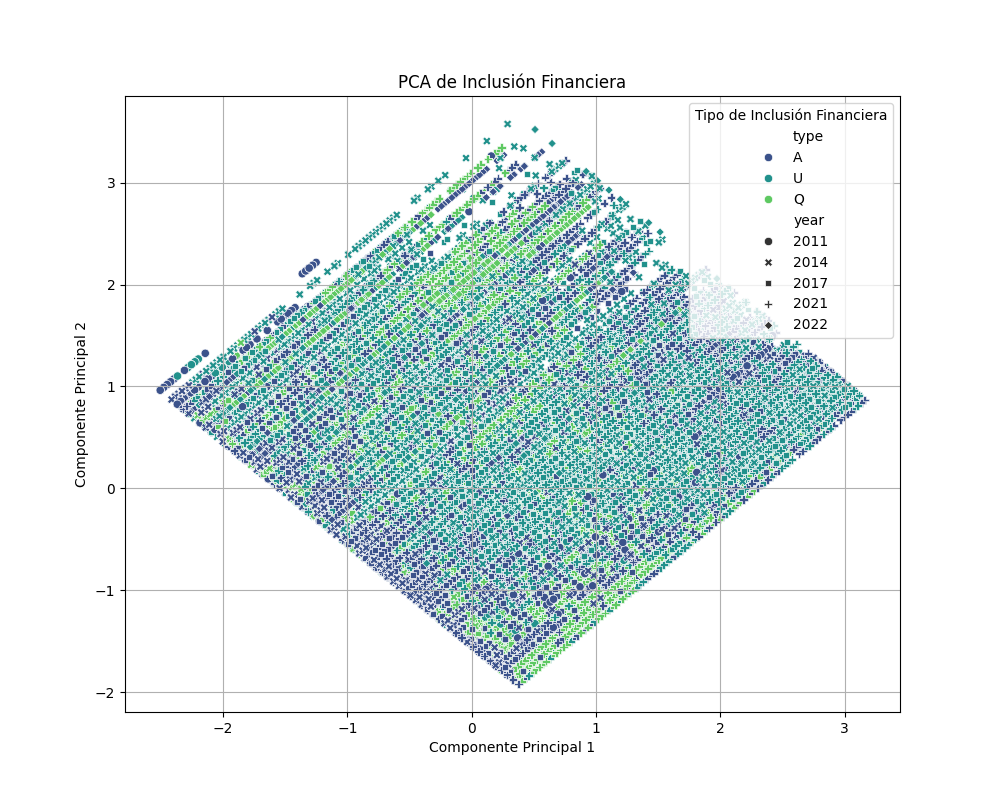 PCA de Inclusión Financiera
Tipo de Inclusión Financiera
type
A
U
Q
year
2011
2014
2017
2021
2022
Componente Principal 2
3
2
1
0
−1
−2
−2
−1
0
1
2
3
Componente Principal 1